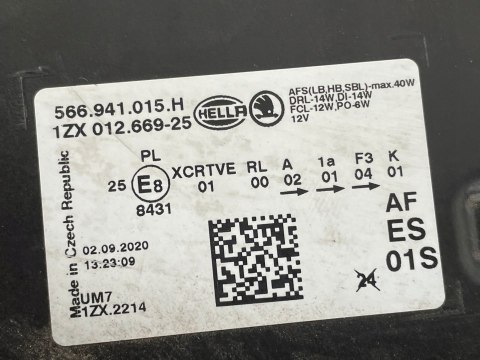 566.941.015.H
1ZX 012.669-25
HELLA
AFS(LB,HB,SBL)-max.40W
DRL-14W,DI-14W
FCL-12W,PO-6W
12V
PL
25 E8 8431
XCRTVE RL A 1a F3 K
01 00 02 01 04 01
AF
ES
01S
24
02.09.2020
13:23:09
UM7
1ZX.2214
Made in Czech Republic